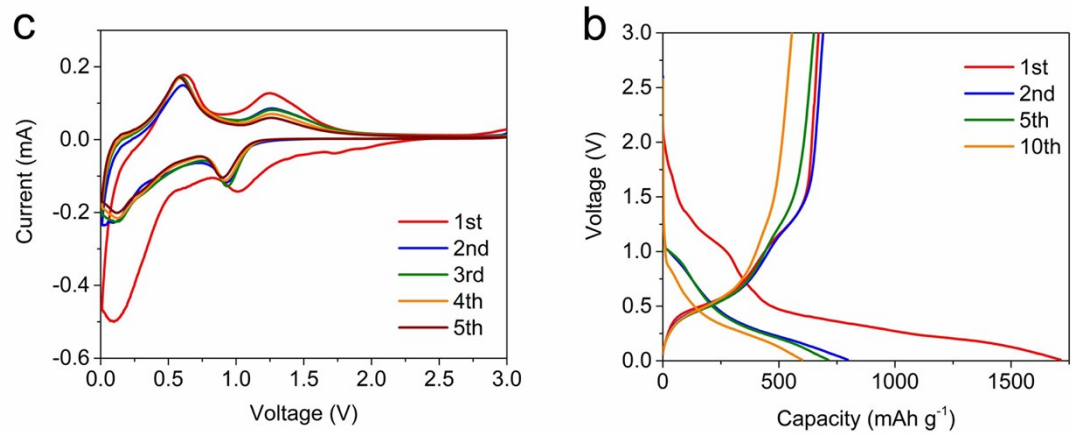 c
0.2
0.0
-0.2
-0.4
-0.6
Current (mA)
1st
2nd
3rd
4th
5th
0.0 0.5 1.0 1.5 2.0 2.5 3.0
Voltage (V)
b
3.0
2.5
2.0
1.5
1.0
0.5
0.0
Voltage (V)
1st
2nd
5th
10th
0 500 1000 1500
Capacity (mAh g⁻¹)